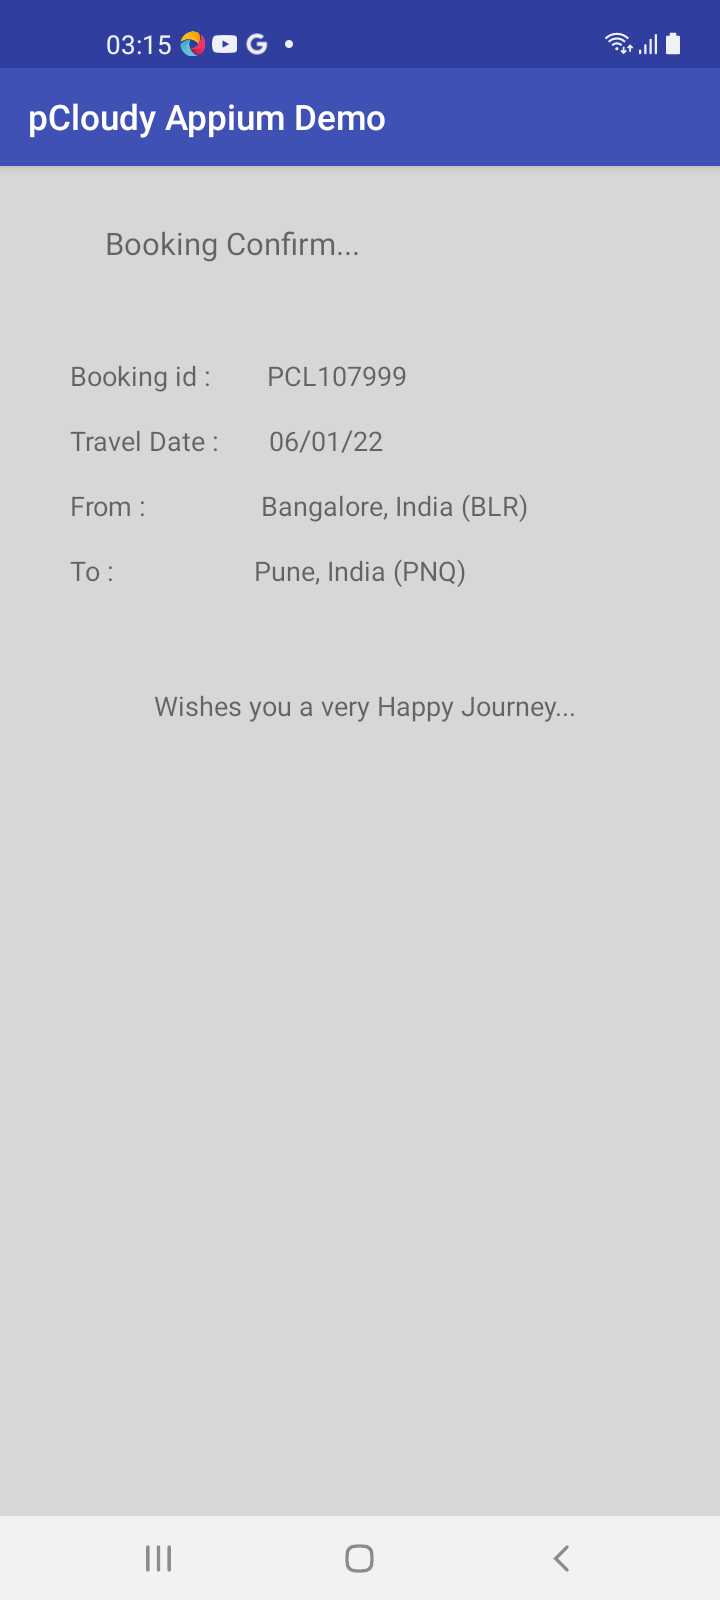 03:15
pCloudy Appium Demo
Booking Confirm...
Booking id : PCL107999
Travel Date : 06/01/22
From : Bangalore, India (BLR)
To : Pune, India (PNQ)
Wishes you a very Happy Journey...